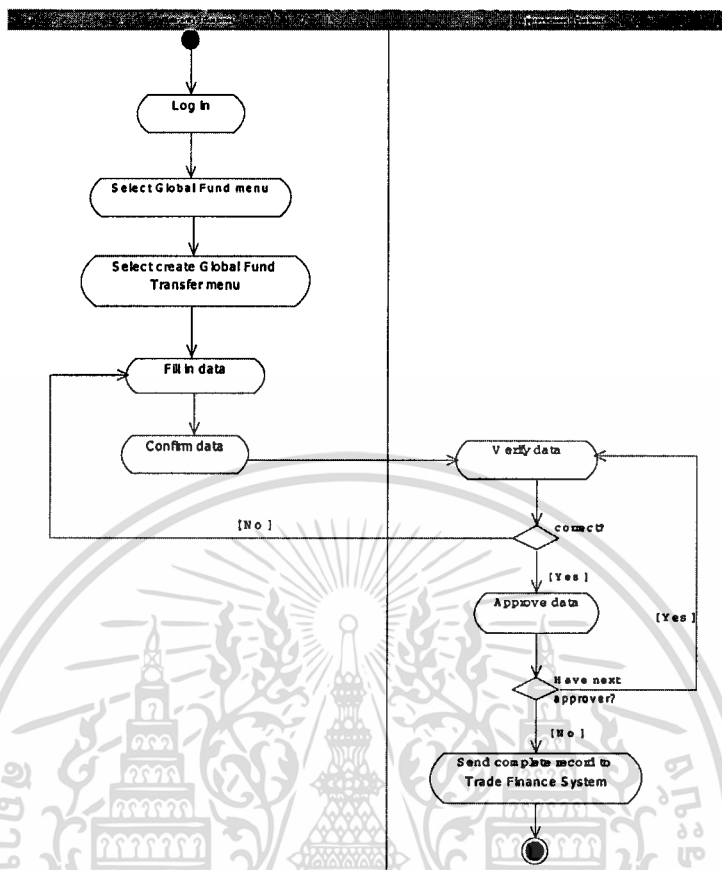 Log in
Select Global Fund menu
Select create Global Fund
Transfer menu
Fill in data
Confirm data
Verify data
correct?
[No]
[Yes]
Approve data
[Yes]
Have next
approver?
[No]
Send complete record to
Trade Finance System